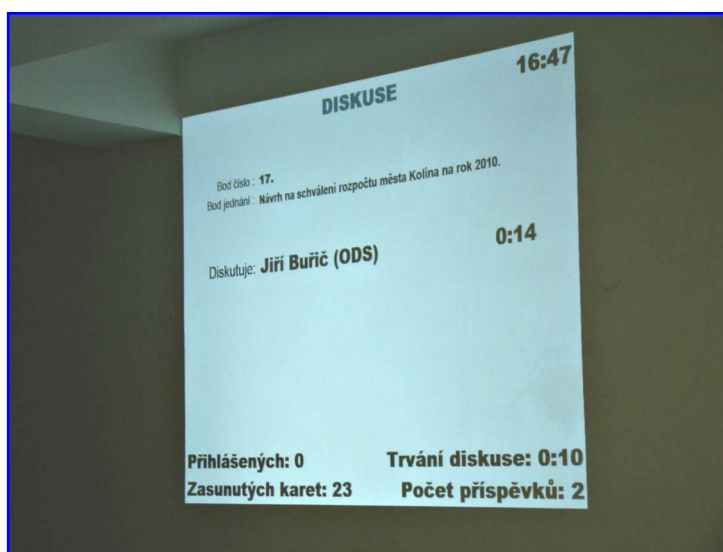 16:47
DISKUSE
Bod číslo : 17.
Bod jednání : Návrh na schválení rozpočtu města Kolína na rok 2010.
0:14
Diskutuje: Jiří Buřič (ODS)
Přihlášených: 0 Trvání diskuse: 0:10
Zasunutých karet: 23 Počet příspěvků: 2